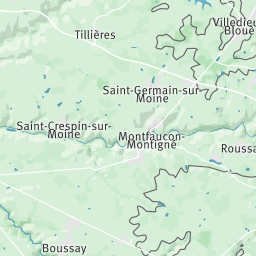 Villedieu
Bloue
Tillières
Saint-Germain-sur-
Moine
Saint-Crespin-sur-
Moine
Montfaucon-
Montigné
Roussa
Boussay